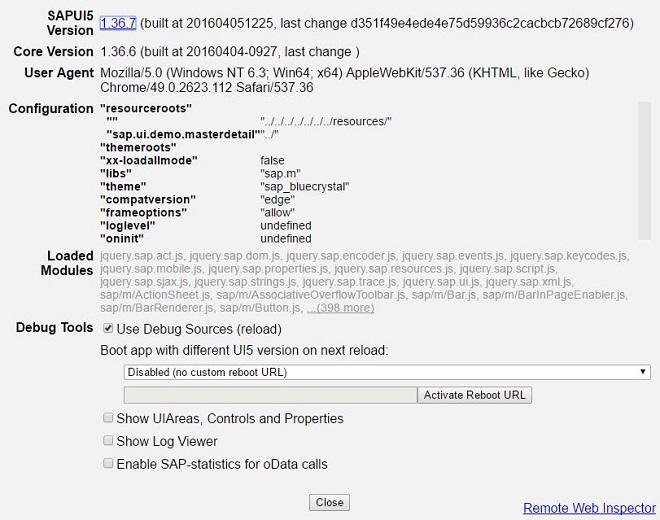 SAPUI5 Version 1.36.7 (built at 201604051225, last change d351f49e4ede4e75d59936c2cacbcb72689cf276)
Core Version 1.36.6 (built at 20160404-0927, last change )
User Agent Mozilla/5.0 (Windows NT 6.3; Win64; x64) AppleWebKit/537.36 (KHTML, like Gecko)
Chrome/49.0.2623.112 Safari/537.36
Configuration "resourceroots"
"" "../../../../../../../resources/"
"sap.ui.demo.masterdetail" "../"
"themeroots"
"xx-loadallmode" false
"libs" "sap.m"
"theme" "sap_bluecrystal"
"compatversion" "edge"
"frameoptions" "allow"
"loglevel" undefined
"oninit" undefined
Loaded Modules jquery.sap.act.js, jquery.sap.dom.js, jquery.sap.encoder.js, jquery.sap.events.js, jquery.sap.keycodes.js,
jquery.sap.mobile.js, jquery.sap.properties.js, jquery.sap.resources.js, jquery.sap.script.js,
jquery.sap.sjax.js, jquery.sap.strings.js, jquery.sap.trace.js, jquery.sap.ui.js, jquery.sap.xml.js,
sap/m/ActionSheet.js, sap/m/AssociativeOverflowToolbar.js, sap/m/Bar.js, sap/m/BarInPageEnabler.js,
sap/m/BarRenderer.js, sap/m/Button.js, ...(398 more)
Debug Tools Use Debug Sources (reload)
Boot app with different UI5 version on next reload:
Disabled (no custom reboot URL)
Activate Reboot URL
Show UIAreas, Controls and Properties
Show Log Viewer
Enable SAP-statistics for oData calls
Close
Remote Web Inspector